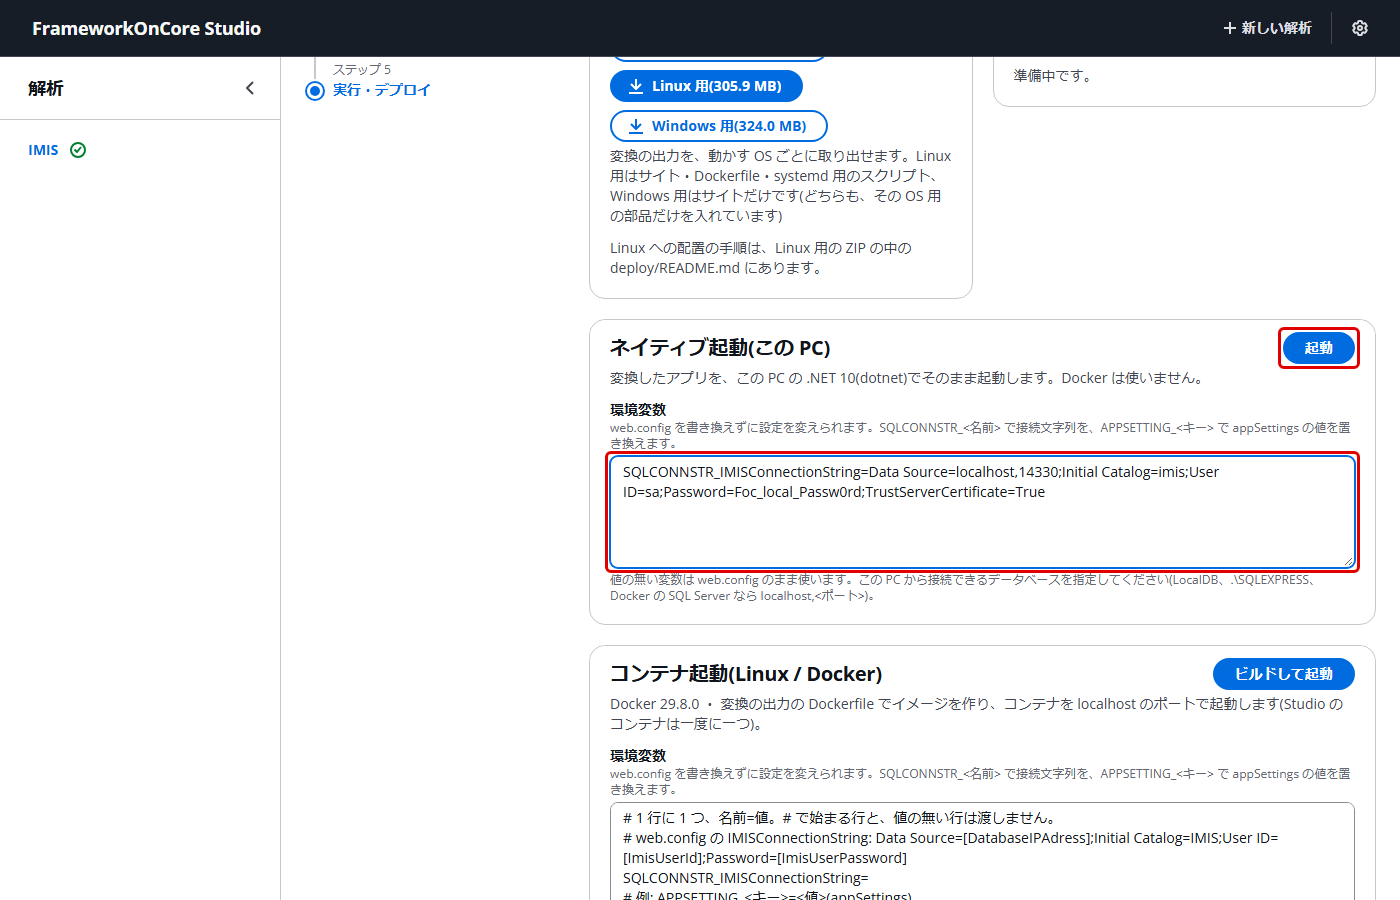 FrameworkOnCore Studio
新しい解析
解析
IMIS
ステップ 5
実行・デプロイ
Linux 用(305.9 MB)
Windows 用(324.0 MB)
変換の出力を、動かす OS ごとに取り出せます。Linux
用はサイト・Dockerfile・systemd 用のスクリプト、
Windows 用はサイトだけです(どちらも、その OS 用
の部品だけを入れています)
Linux への配置の手順は、Linux 用の ZIP の中の
deploy/README.md にあります。
準備中です。
ネイティブ起動(この PC)
起動
変換したアプリを、この PC の .NET 10(dotnet)でそのまま起動します。Docker は使いません。
環境変数
web.config を書き換えずに設定を変えられます。SQLCONNSTR_<名前> で接続文字列を、APPSETTING_<キー> で appSettings の値を置
き換えます。
SQLCONNSTR_IMISConnectionString=Data Source=localhost,14330;Initial Catalog=imis;User
ID=sa;Password=Foc_local_Passw0rd;TrustServerCertificate=True
値の無い変数は web.config のまま使います。この PC から接続できるデータベースを指定してください(LocalDB、.\SQLEXPRESS、
Docker の SQL Server なら localhost,<ポート>)。
コンテナ起動(Linux / Docker)
ビルドして起動
Docker 29.8.0 ・ 変換の出力の Dockerfile でイメージを作り、コンテナを localhost のポートで起動します(Studio の
コンテナは一度に一つ)。
環境変数
web.config を書き換えずに設定を変えられます。SQLCONNSTR_<名前> で接続文字列を、APPSETTING_<キー> で appSettings の値を置
き換えます。
# 1 行に 1 つ、名前=値。# で始まる行と、値の無い行は渡しません。
# web.config の IMISConnectionString: Data Source=[DatabaseIPAdress];Initial Catalog=IMIS;User ID=
[ImisUserId];Password=[ImisUserPassword]
SQLCONNSTR_IMISConnectionString=
# 例: APPSETTING_<キー>=<値>(appSettings)